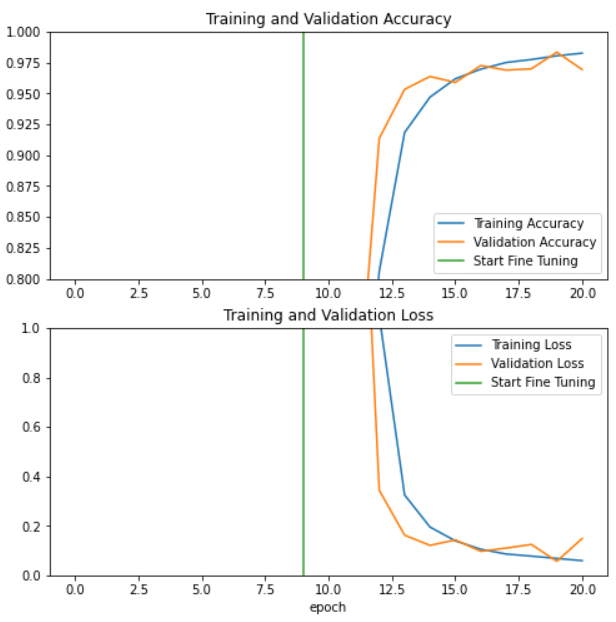 Training and Validation Accuracy
1.000
0.975
0.950
0.925
0.900
0.875
0.850
0.825
0.800
Training Accuracy
Validation Accuracy
Start Fine Tuning
0.0 2.5 5.0 7.5 10.0 12.5 15.0 17.5 20.0
Training and Validation Loss
1.0
0.8
0.6
0.4
0.2
0.0
Training Loss
Validation Loss
Start Fine Tuning
0.0 2.5 5.0 7.5 10.0 12.5 15.0 17.5 20.0
epoch